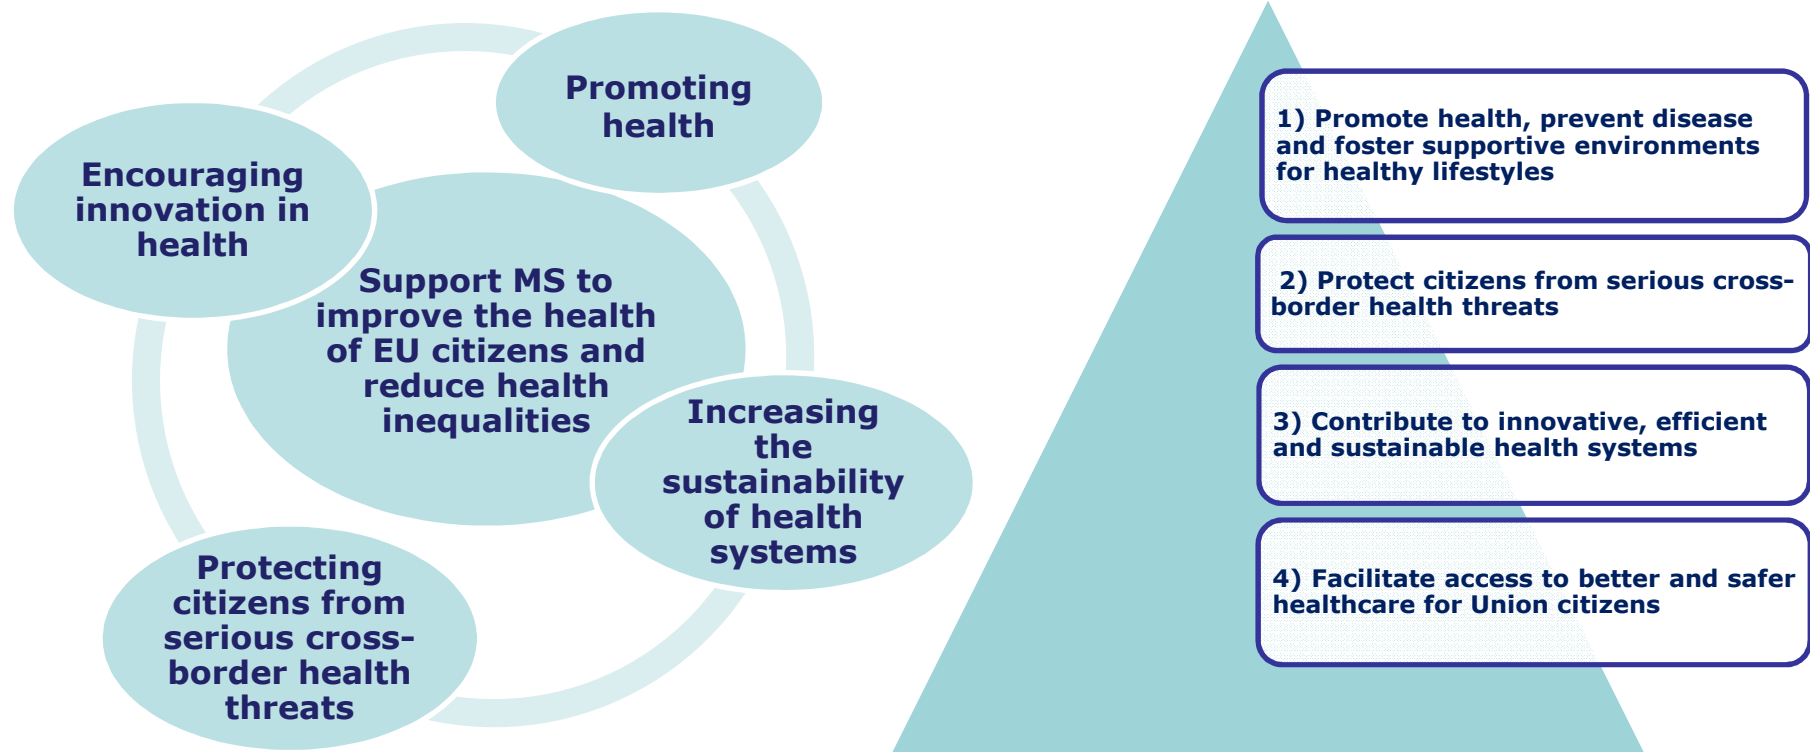 Promoting
health
Encouraging
innovation in
health
Support MS to
improve the health
of EU citizens and
reduce health
inequalities
Increasing
the
sustainability
of health
systems
Protecting
citizens from
serious cross-
border health
threats
1) Promote health, prevent disease
and foster supportive environments
for healthy lifestyles
2) Protect citizens from serious cross-
border health threats
3) Contribute to innovative, efficient
and sustainable health systems
4) Facilitate access to better and safer
healthcare for Union citizens